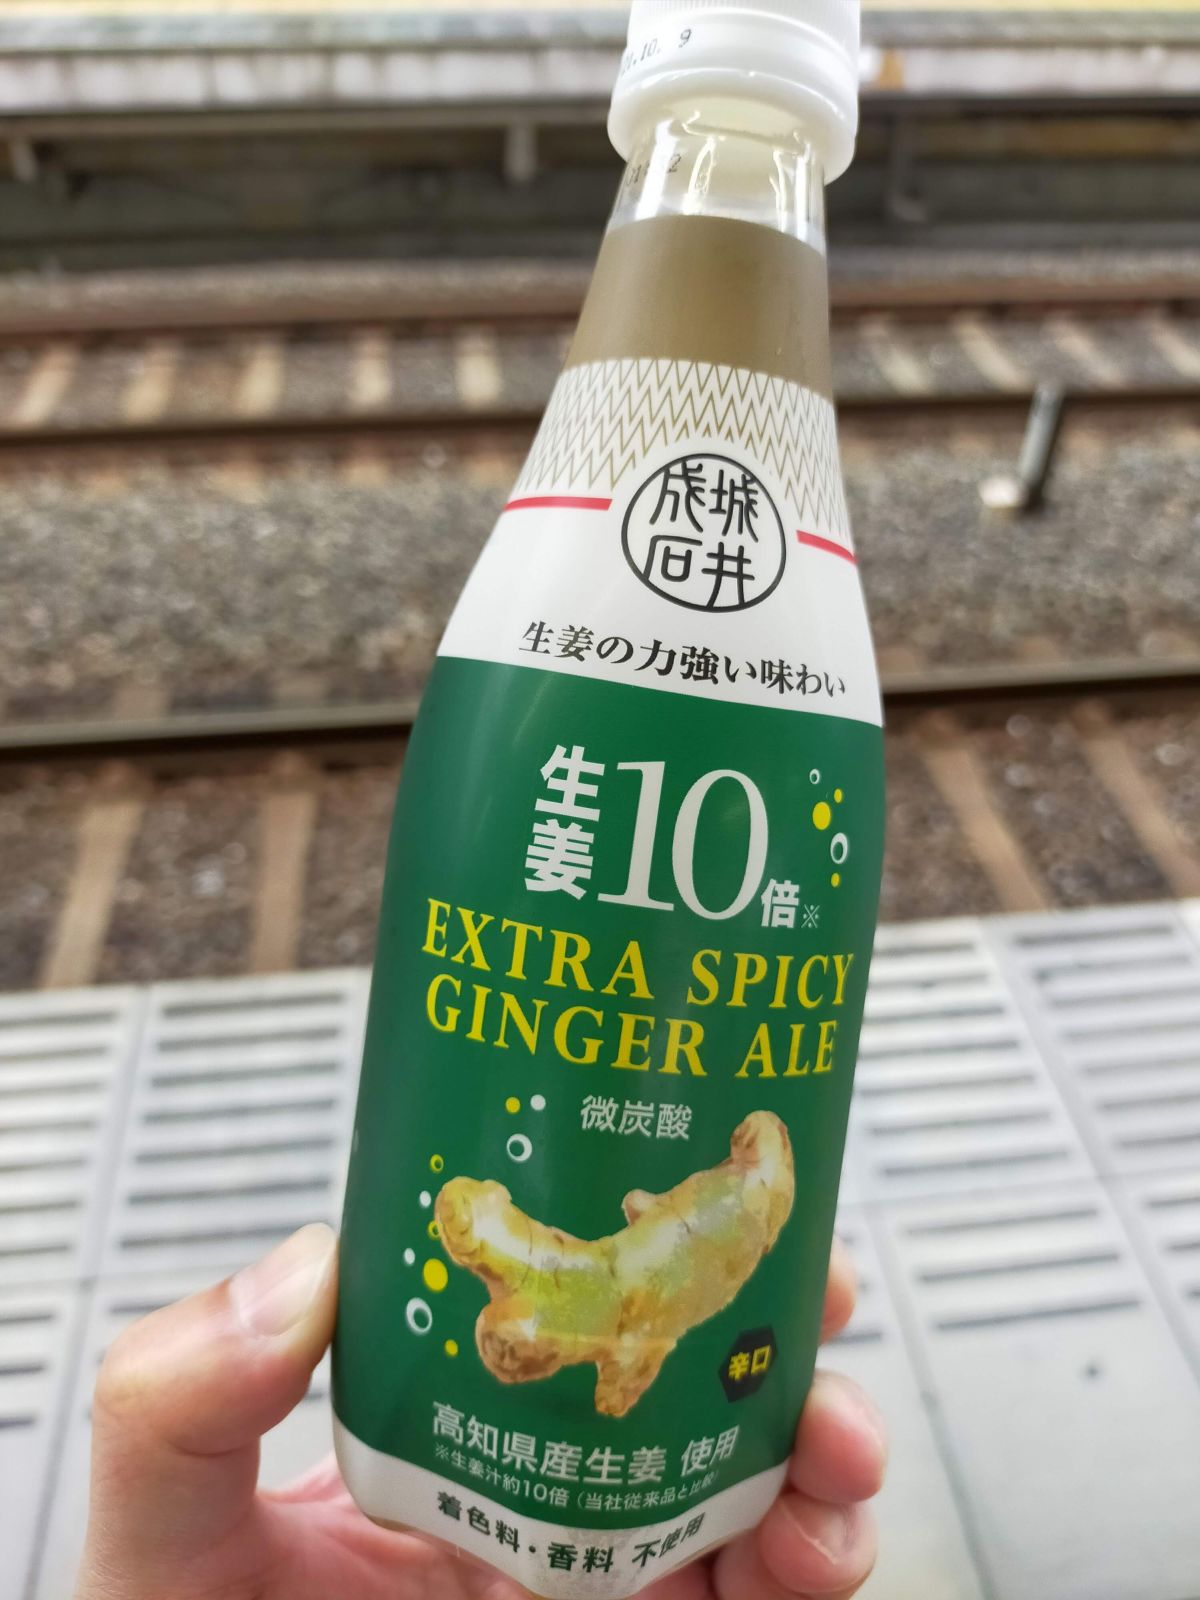 成城
石井
生姜の力強い味わい
生姜10倍※
EXTRA SPICY
GINGER ALE
微炭酸
辛口
高知県産生姜 使用
※生姜汁約10倍（当社従来品と比較）
着色料・香料 不使用